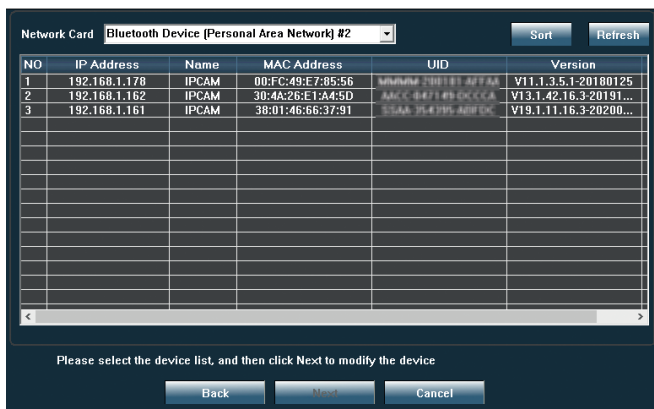 Network Card Bluetooth Device (Personal Area Network) #2 Sort Refresh
NO IP Address Name MAC Address UID Version
1 192.168.1.178 IPCAM 00:FC:49:E7:85:56 V11.1.3.5.1-20180125
2 192.168.1.162 IPCAM 30:4A:26:E1:A4:5D V13.1.42.16.3-20191...
3 192.168.1.161 IPCAM 38:01:46:66:37:91 V19.1.11.16.3-20200...
Please select the device list, and then click Next to modify the device
Back Next Cancel